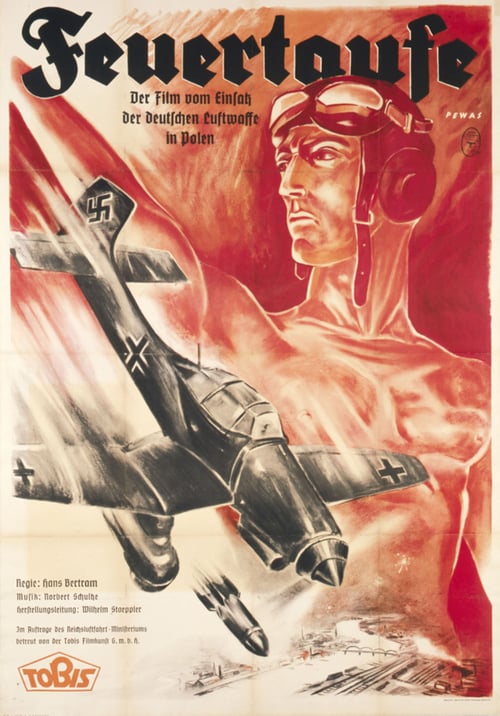 Feuertaufe
Der Film vom Einsatz
der deutschen Luftwaffe
in Polen
PEWAS
Regie: Hans Bertram
Musik: Norbert Schultze
Herstellungsleitung: Wilhelm Stoeppler
Im Auftrage des Reichsluftfahrt-Ministeriums
betreut von der Tobis Filmkunst G. m. b. H.
TOBIS